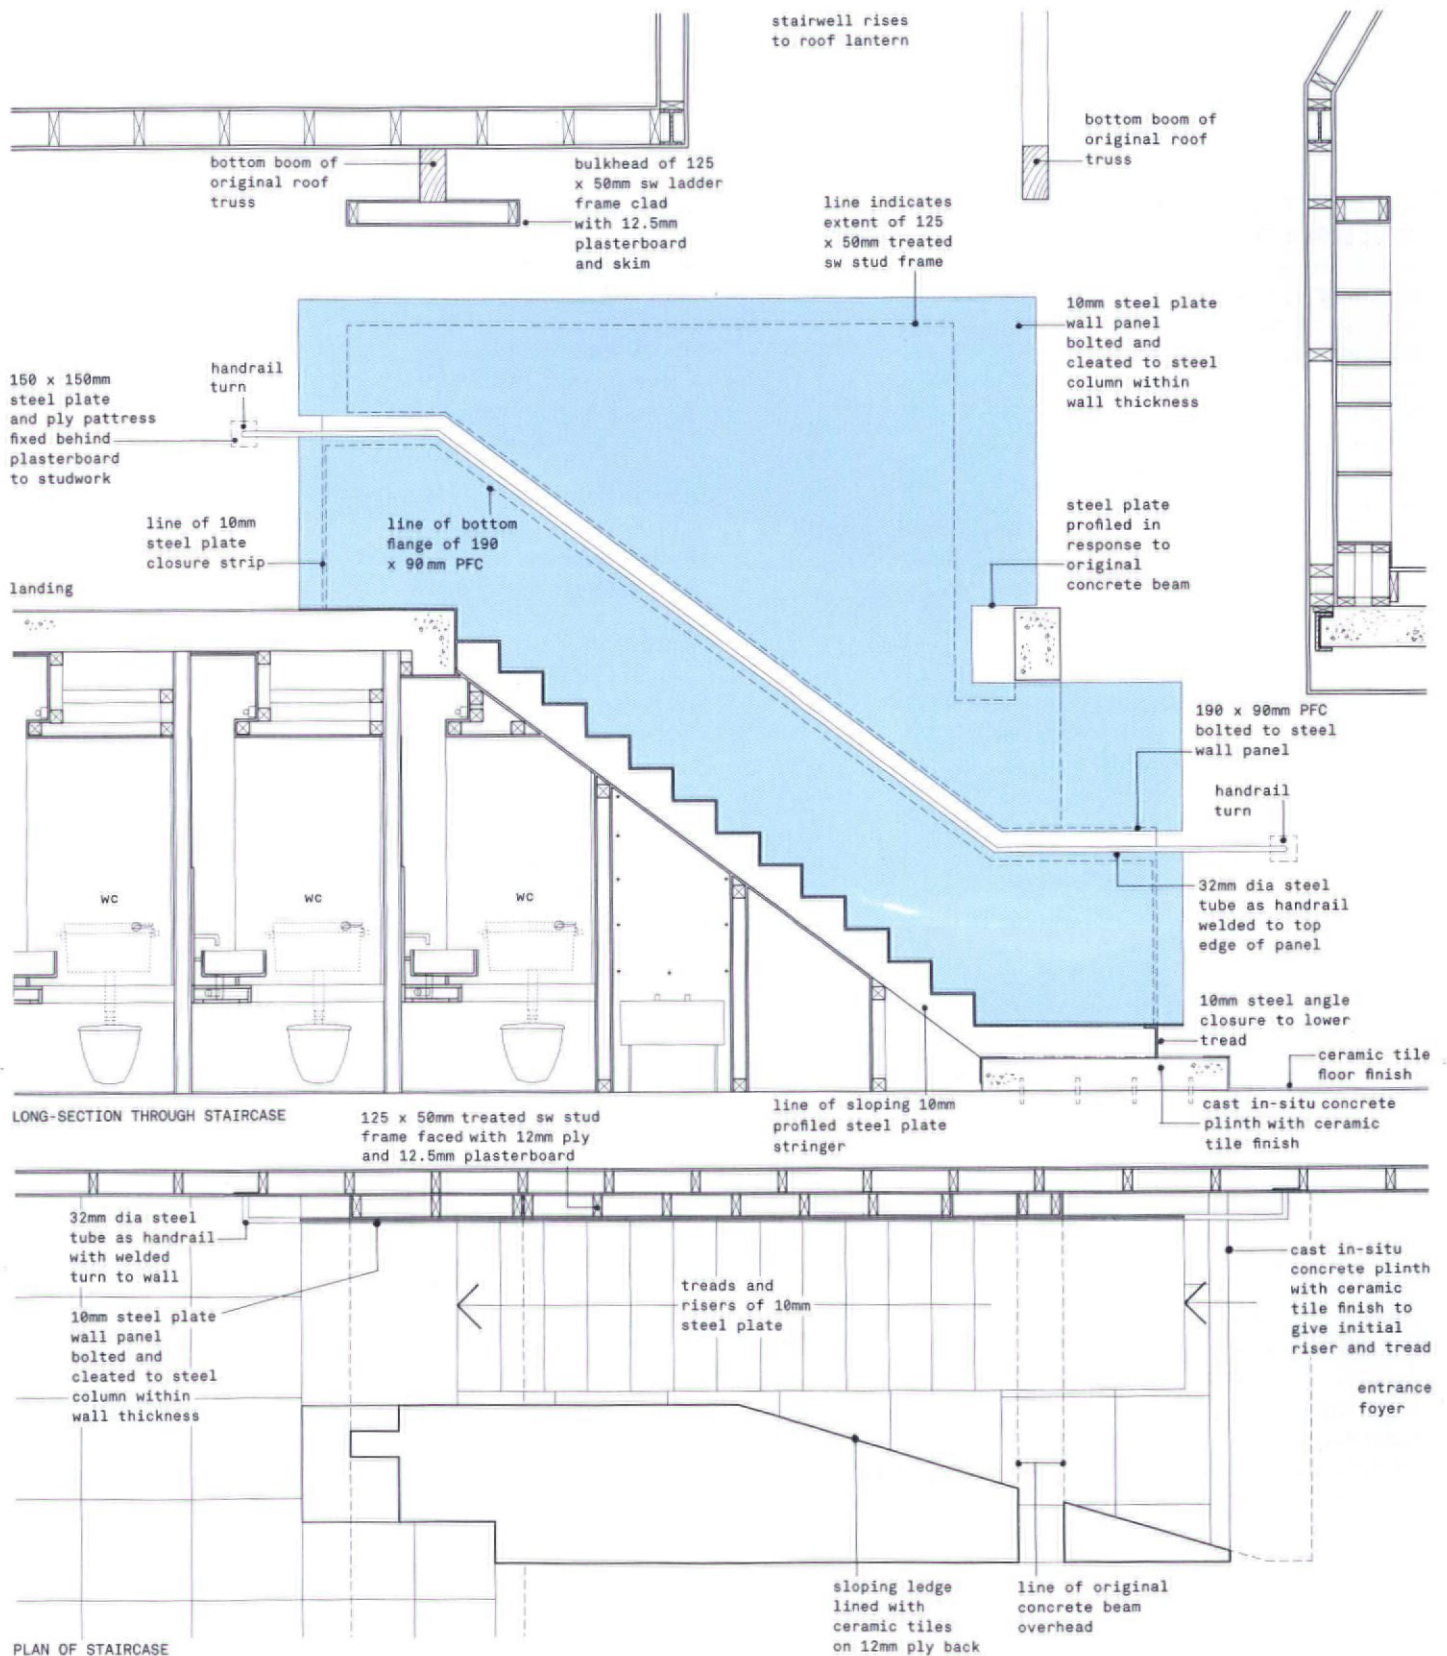 stairwell rises
to roof lantern
bottom boom of
original roof
truss
bottom boom of
original roof
truss
bulkhead of 125
x 50mm sw ladder
frame clad
with 12.5mm
plasterboard
and skim
line indicates
extent of 125
x 50mm treated
sw stud frame
10mm steel plate
wall panel
bolted and
cleated to steel
column within
wall thickness
150 x 150mm
steel plate
and ply pattress
fixed behind
plasterboard
to studwork
handrail
turn
line of 10mm
steel plate
closure strip
line of bottom
flange of 190
x 90mm PFC
steel plate
profiled in
response to
original
concrete beam
landing
190 x 90mm PFC
bolted to steel
wall panel
handrail
turn
wc
wc
wc
32mm dia steel
tube as handrail
welded to top
edge of panel
10mm steel angle
closure to lower
tread
ceramic tile
floor finish
LONG-SECTION THROUGH STAIRCASE
125 x 50mm treated sw stud
frame faced with 12mm ply
and 12.5mm plasterboard
line of sloping 10mm
profiled steel plate
stringer
cast in-situ concrete
plinth with ceramic
tile finish
32mm dia steel
tube as handrail
with welded
turn to wall
10mm steel plate
wall panel
bolted and
cleated to steel
column within
wall thickness
treads and
risers of 10mm
steel plate
cast in-situ
concrete plinth
with ceramic
tile finish to
give initial
riser and tread
entrance
foyer
sloping ledge
lined with
ceramic tiles
on 12mm ply back
line of original
concrete beam
overhead
PLAN OF STAIRCASE